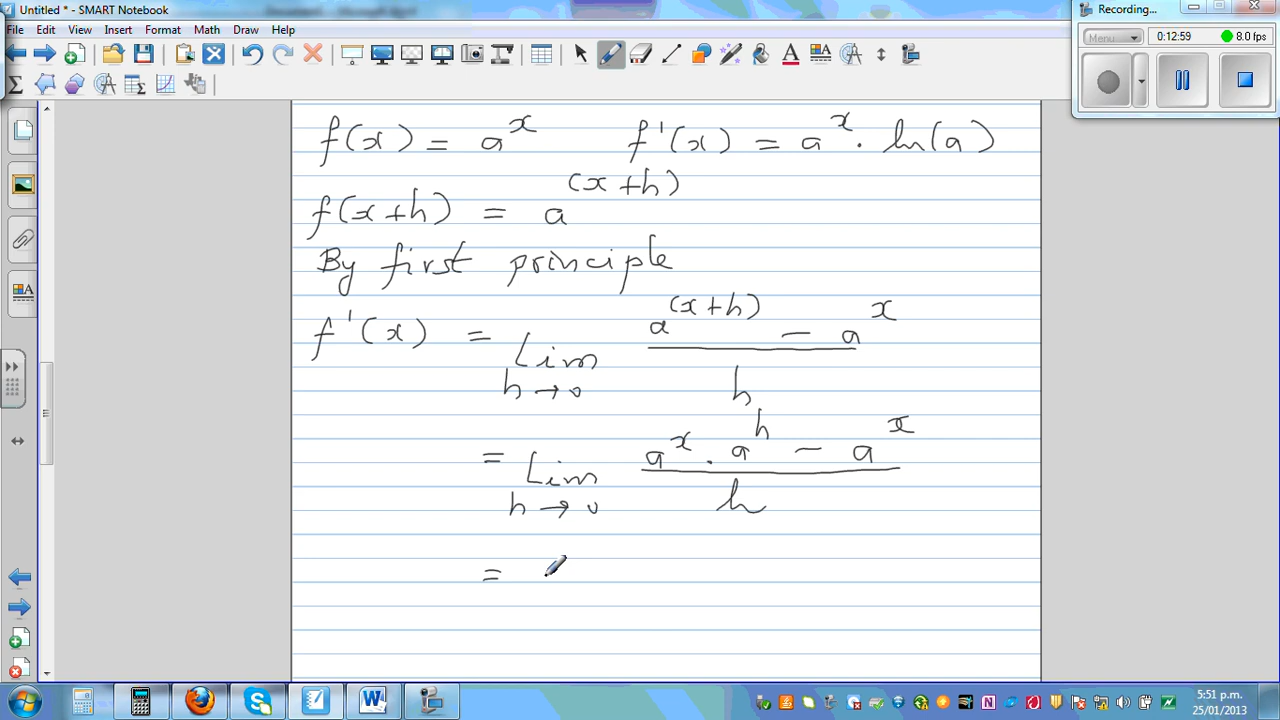 Untitled * - SMART Notebook
Recording...
File Edit View Insert Format Math Draw Help
Menu
0:12:59
8.0 fps
f(x) = a^x f'(x) = a^x . ln(a)
f(x+h) = a^(x+h)
By first principle
f'(x) = Lim h→0 a^(x+h) − a^x / h
= Lim h→0 a^x . a^h − a^x / h
=
5:51 p.m.
25/01/2013